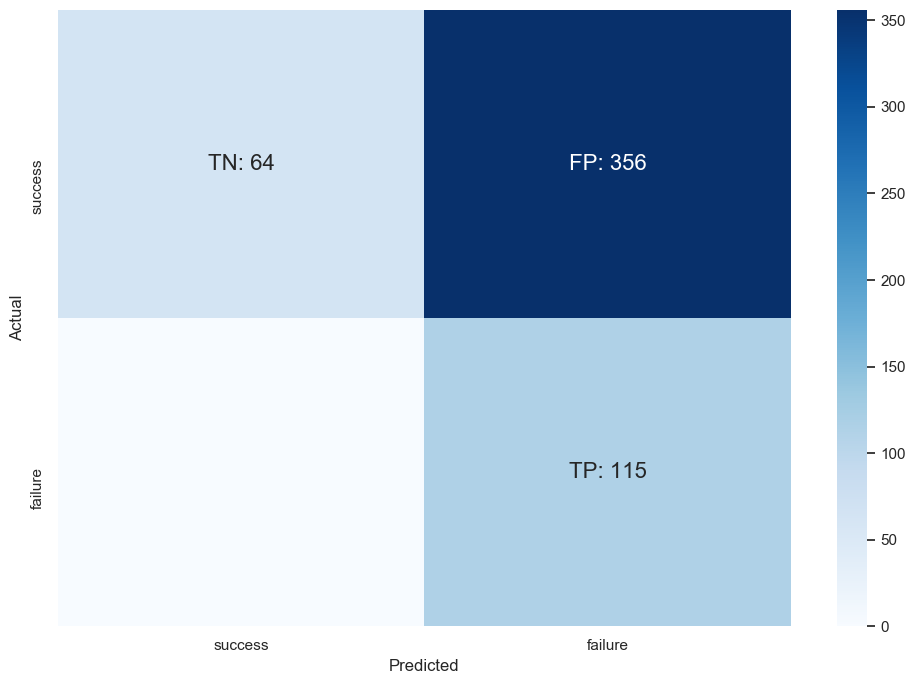 TN: 64
FP: 356
TP: 115
success
failure
Actual
success
failure
Predicted
350
300
250
200
150
100
50
0